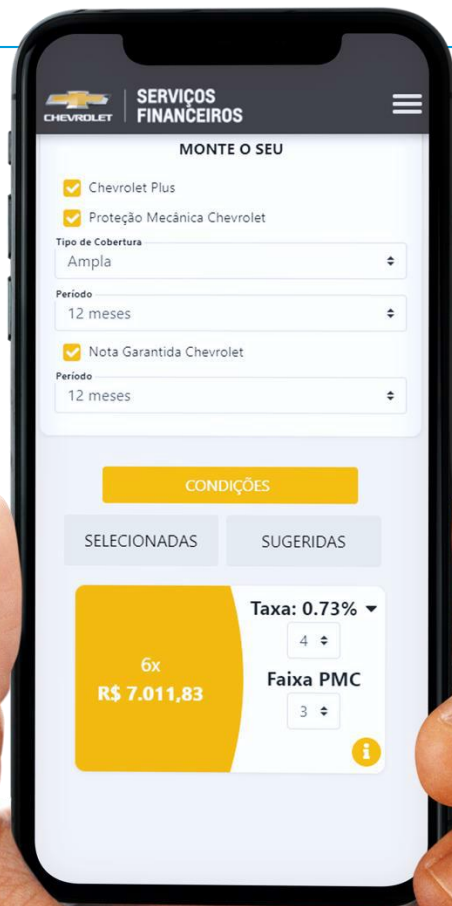 CHEVROLET
SERVIÇOS
FINANCEIROS
MONTE O SEU
Chevrolet Plus
Proteção Mecânica Chevrolet
Tipo de Cobertura
Ampla
Período
12 meses
Nota Garantida Chevrolet
Período
12 meses
CONDIÇÕES
SELECIONADAS
SUGERIDAS
6x
R$ 7.011,83
Taxa: 0.73%
4
Faixa PMC
3
i